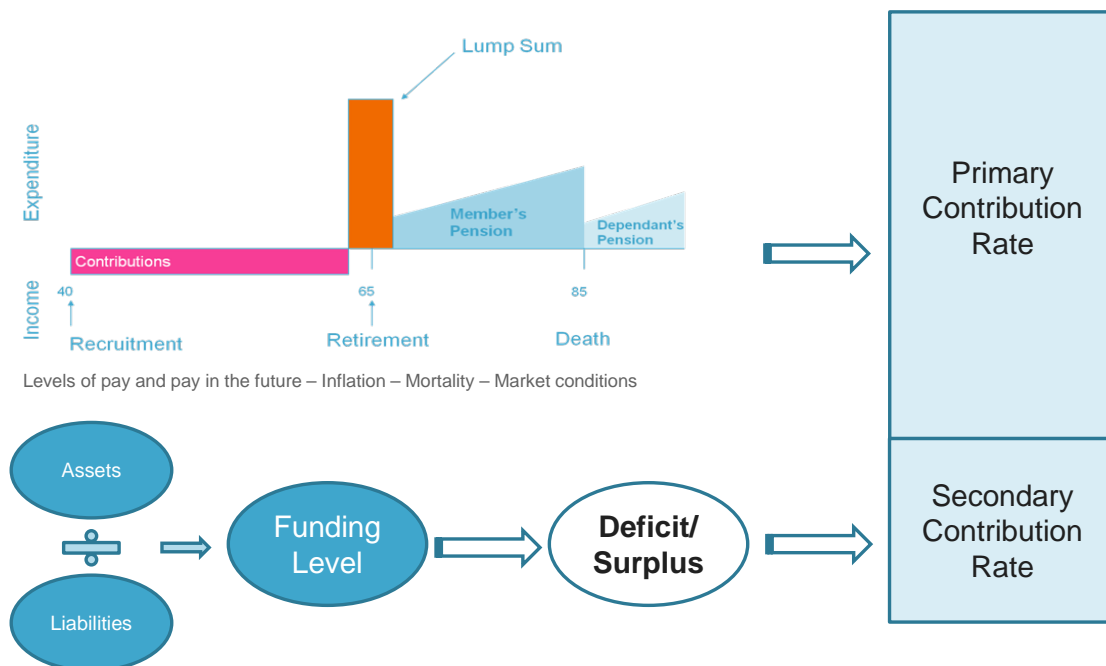 Lump Sum
Expenditure
Member's
Pension
Dependant's
Pension
Contributions
Income
40
65
85
Recruitment
Retirement
Death
Levels of pay and pay in the future – Inflation – Mortality – Market conditions
Primary
Contribution
Rate
Assets
Liabilities
Funding
Level
Deficit/
Surplus
Secondary
Contribution
Rate